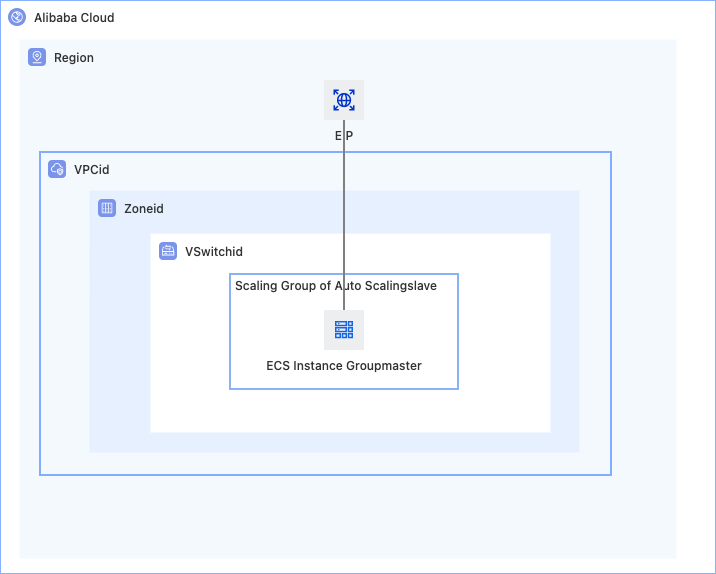 Alibaba Cloud
Region
EIP
VPCid
Zoneid
VSwitchid
Scaling Group of Auto Scalingslave
ECS Instance Groupmaster